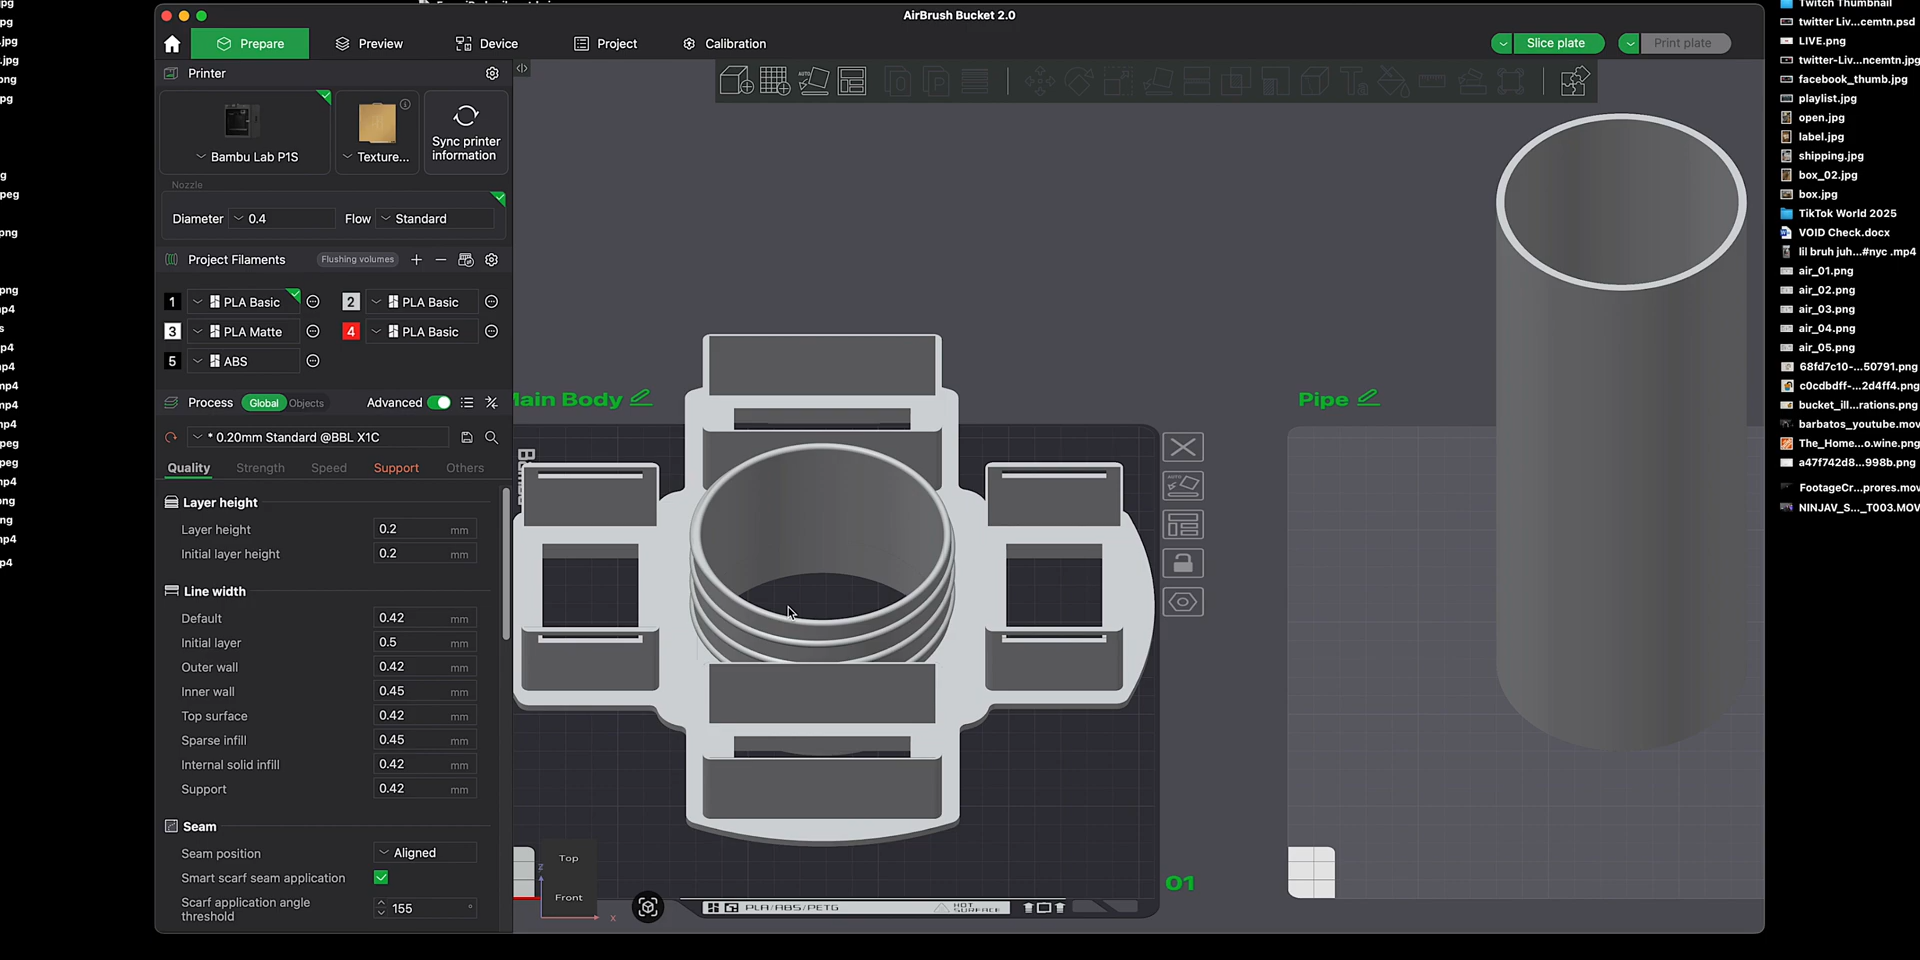 AirBrush Bucket 2.0
Prepare
Preview
Device
Project
Calibration
Slice plate
Print plate
Printer
Bambu Lab P1S
Texture...
Sync printer
information
Nozzle
Diameter
0.4
Flow
Standard
Project Filaments
Flushing volumes
1 PLA Basic
2 PLA Basic
3 PLA Matte
4 PLA Basic
5 ABS
Process
Global
Objects
Advanced
* 0.20mm Standard @BBL X1C
Quality
Strength
Speed
Support
Others
Layer height
Layer height 0.2 mm
Initial layer height 0.2 mm
Line width
Default 0.42 mm
Initial layer 0.5 mm
Outer wall 0.42 mm
Inner wall 0.45 mm
Top surface 0.42 mm
Sparse infill 0.45 mm
Internal solid infill 0.42 mm
Support 0.42 mm
Seam
Seam position Aligned
Smart scarf seam application
Scarf application angle
threshold
155 °
AUTO
Main Body
Pipe
AUTO
01
Top
Front
z
x
PLA/ABS/PETG
HOT
SURFACE
Twitch Thumbnail
twitter Liv...cemtn.psd
LIVE.png
twitter-Liv...ncemtn.png
facebook_thumb.jpg
playlist.jpg
open.jpg
label.jpg
shipping.jpg
box_02.jpg
box.jpg
TikTok World 2025
VOID Check.docx
lil bruh juh...#nyc .mp4
air_01.png
air_02.png
air_03.png
air_04.png
air_05.png
68fd7c10-...50791.png
c0cdbdff-...2d4ff4.png
bucket_ill...rations.png
barbatos_youtube.mov
The_Home...o.wine.png
a47f742d8...998b.png
FootageCr...prores.mov
NINJAV_S..._T003.MOV